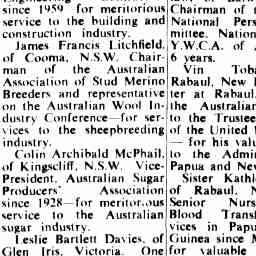 since 1959 for meritorious
service to the building and
construction industry.
James Francis Litchfield,
of Cooma, N.S.W. Chair-
man of the Australian
Association of Stud Merino
Breeders and representative
on the Australian Wool In-
dustry Conference—for ser-
vices to the sheepbreeding
industry.
Colin Archibald McPhail,
of Kingscliff, N.S.W. Vice-
President, Australian Sugar
Producers' Association
since 1928—for meritorious
service to the Australian
sugar industry.
Leslie Bartlett Davies, of
Glen Iris, Victoria. One
Chairman of
National Pers
mittee, Nation
Y.W.C.A. of
6 years.
Vin Toba
Rabaul, New
ter at Rabaul
the Australian
to the Trustee
of the United
— for his valu
to the Admi
Papua and New
Sister Kathl
of Rabaul, N
Senior Nurs
Blood Transf
vices in Papu
Guinea since M
for valuable